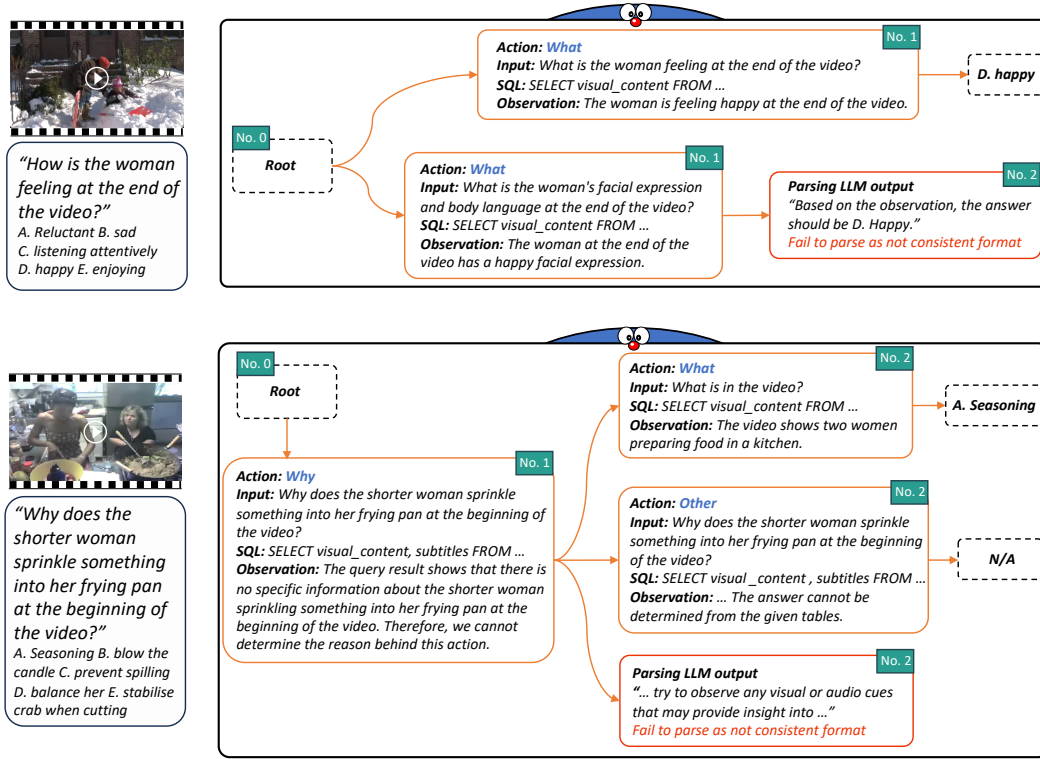 “How is the woman
feeling at the end of
the video?”
A. Reluctant B. sad
C. listening attentively
D. happy E. enjoying
No. 0
Root
No. 1
Action: What
Input: What is the woman feeling at the end of the video?
SQL: SELECT visual_content FROM …
Observation: The woman is feeling happy at the end of the video.
D. happy
No. 1
Action: What
Input: What is the woman's facial expression
and body language at the end of the video?
SQL: SELECT visual_content FROM …
Observation: The woman at the end of the
video has a happy facial expression.
No. 2
Parsing LLM output
“Based on the observation, the answer
should be D. Happy.”
Fail to parse as not consistent format
“Why does the
shorter woman
sprinkle something
into her frying pan
at the beginning of
the video?”
A. Seasoning B. blow the
candle C. prevent spilling
D. balance her E. stabilise
crab when cutting
No. 0
Root
No. 1
Action: Why
Input: Why does the shorter woman sprinkle
something into her frying pan at the beginning of
the video?
SQL: SELECT visual_content, subtitles FROM …
Observation: The query result shows that there is
no specific information about the shorter woman
sprinkling something into her frying pan at the
beginning of the video. Therefore, we cannot
determine the reason behind this action.
No. 2
Action: What
Input: What is in the video?
SQL: SELECT visual_content FROM …
Observation: The video shows two women
preparing food in a kitchen.
A. Seasoning
No. 2
Action: Other
Input: Why does the shorter woman sprinkle
something into her frying pan at the beginning
of the video?
SQL: SELECT visual _content , subtitles FROM …
Observation: … The answer cannot be
determined from the given tables.
N/A
No. 2
Parsing LLM output
“… try to observe any visual or audio cues
that may provide insight into …”
Fail to parse as not consistent format